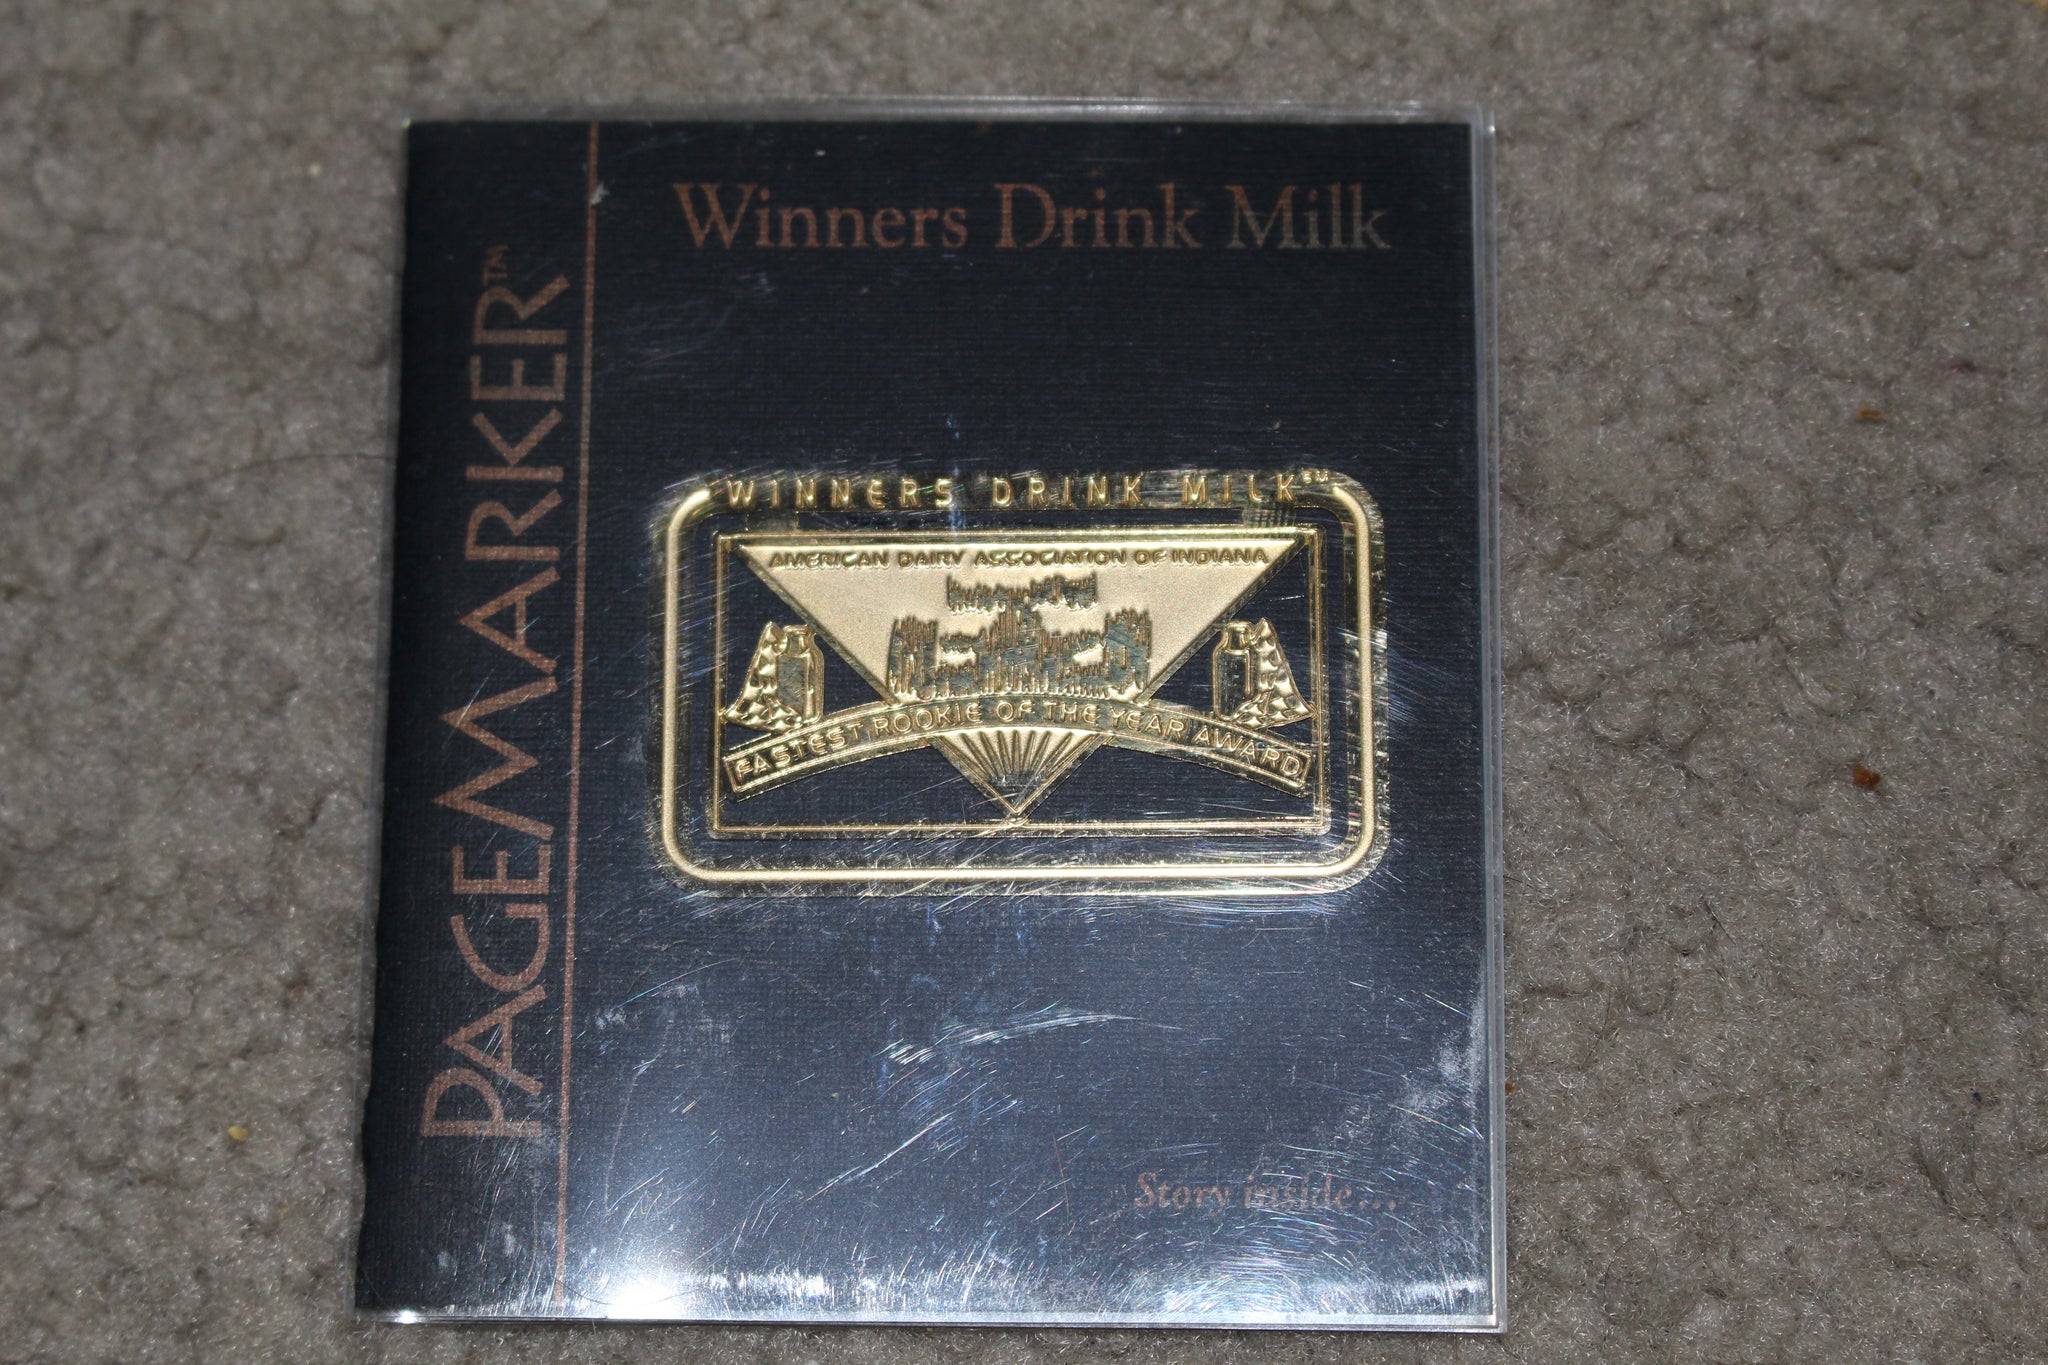 PAGEMARKER™
Winners Drink Milk
WINNERS DRINK MILK℠
AMERICAN DAIRY ASSOCIATION OF INDIANA
FASTEST ROOKIE OF THE YEAR AWARD
Story inside...